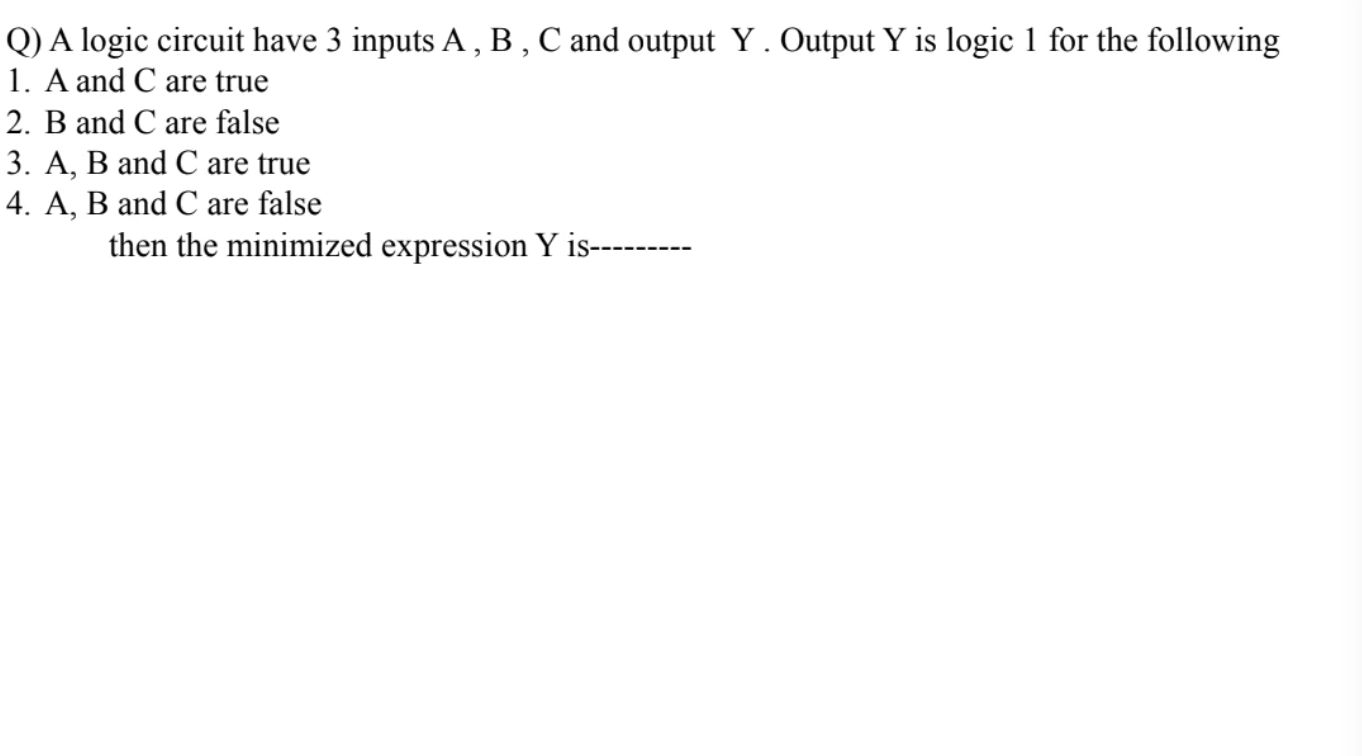 Q) A logic circuit have 3 inputs A , B , C and output Y . Output Y is logic 1 for the following
1. A and C are true
2. B and C are false
3. A, B and C are true
4. A, B and C are false
then the minimized expression Y is---------